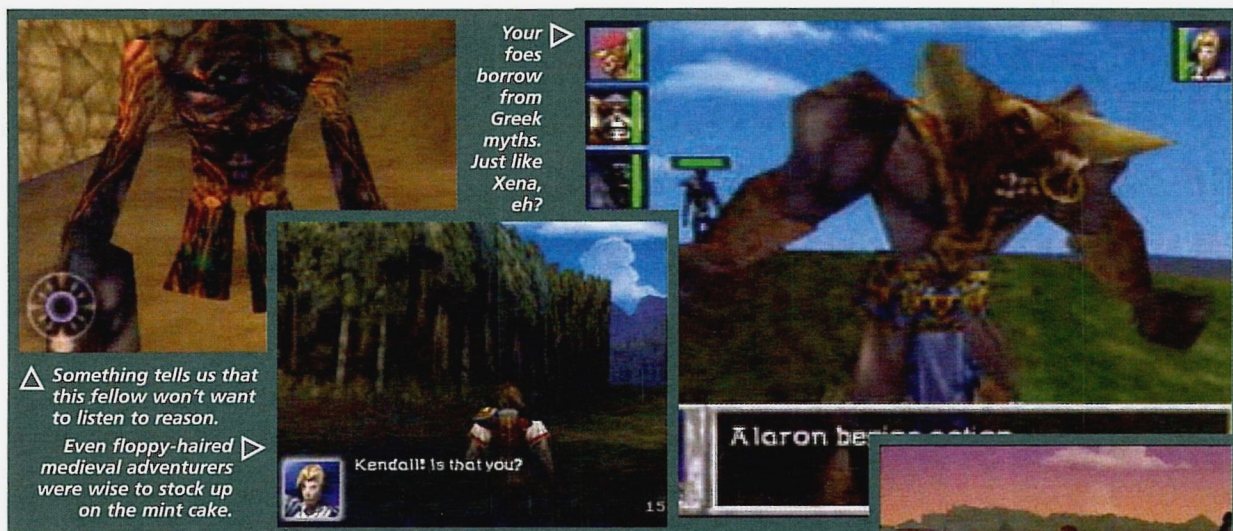 Your
foes
borrow
from
Greek
myths.
Just like
Xena,
eh?
Something tells us that
this fellow won't want
to listen to reason.
Even floppy-haired
medieval adventurers
were wise to stock up
on the mint cake.
Kendall! Is that you?
15
Alaron begins action